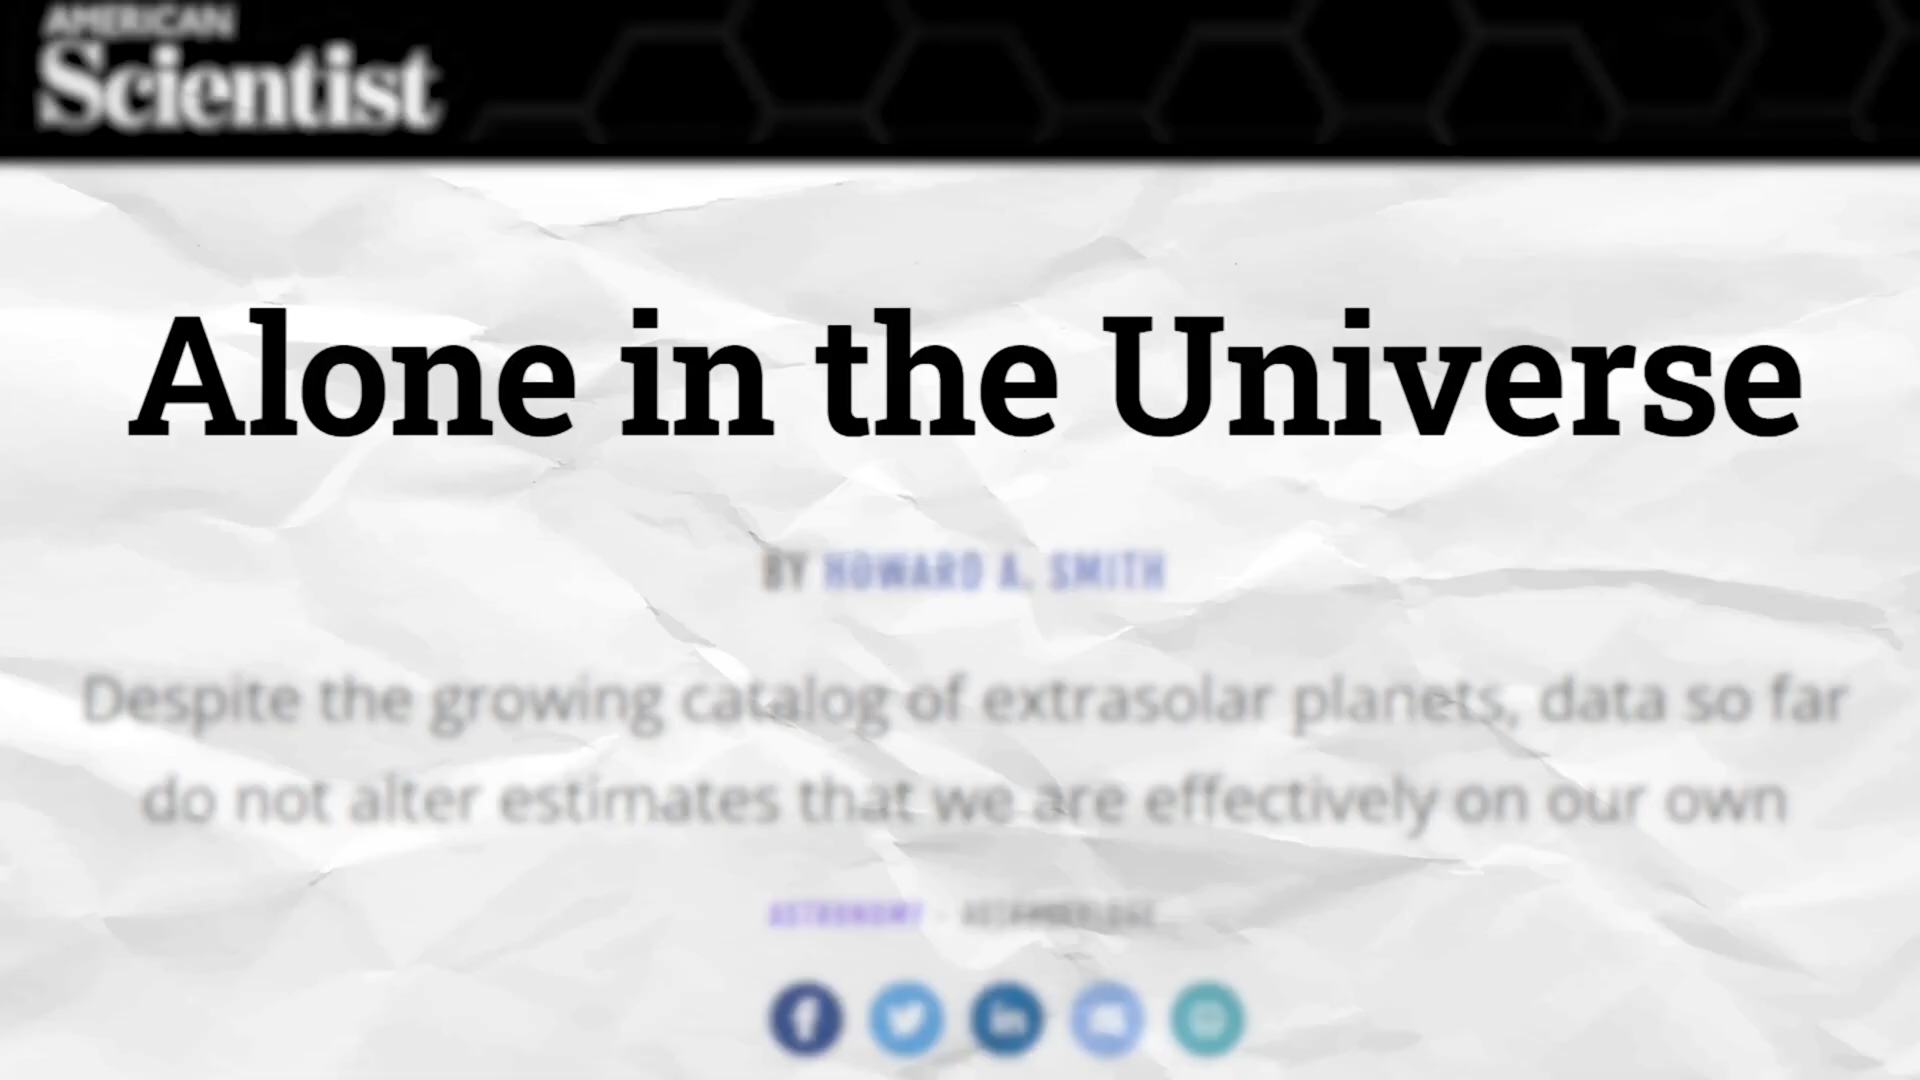 AMERICAN
Scientist
Alone in the Universe
BY HOWARD A. SMITH
Despite the growing catalog of extrasolar planets, data so far
do not alter estimates that we are effectively on our own
ASTRONOMY